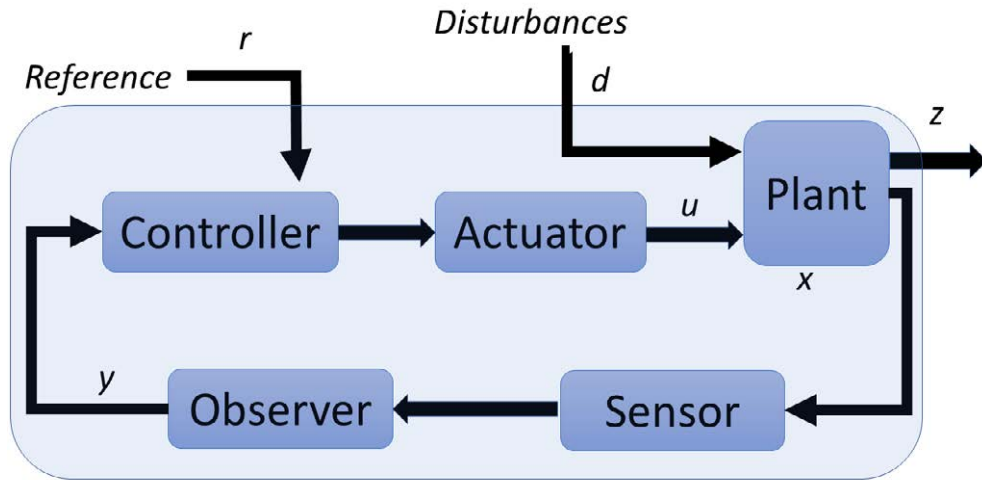 Disturbances
r
Reference
d
z
Plant
Controller
Actuator
u
x
y
Observer
Sensor